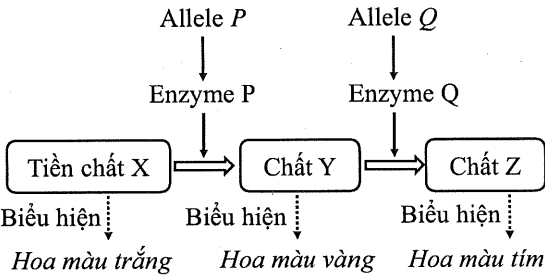 Allele P
Allele Q
Enzyme P
Enzyme Q
Tiền chất X
Chất Y
Chất Z
Biểu hiện
Biểu hiện
Biểu hiện
Hoa màu trắng
Hoa màu vàng
Hoa màu tím